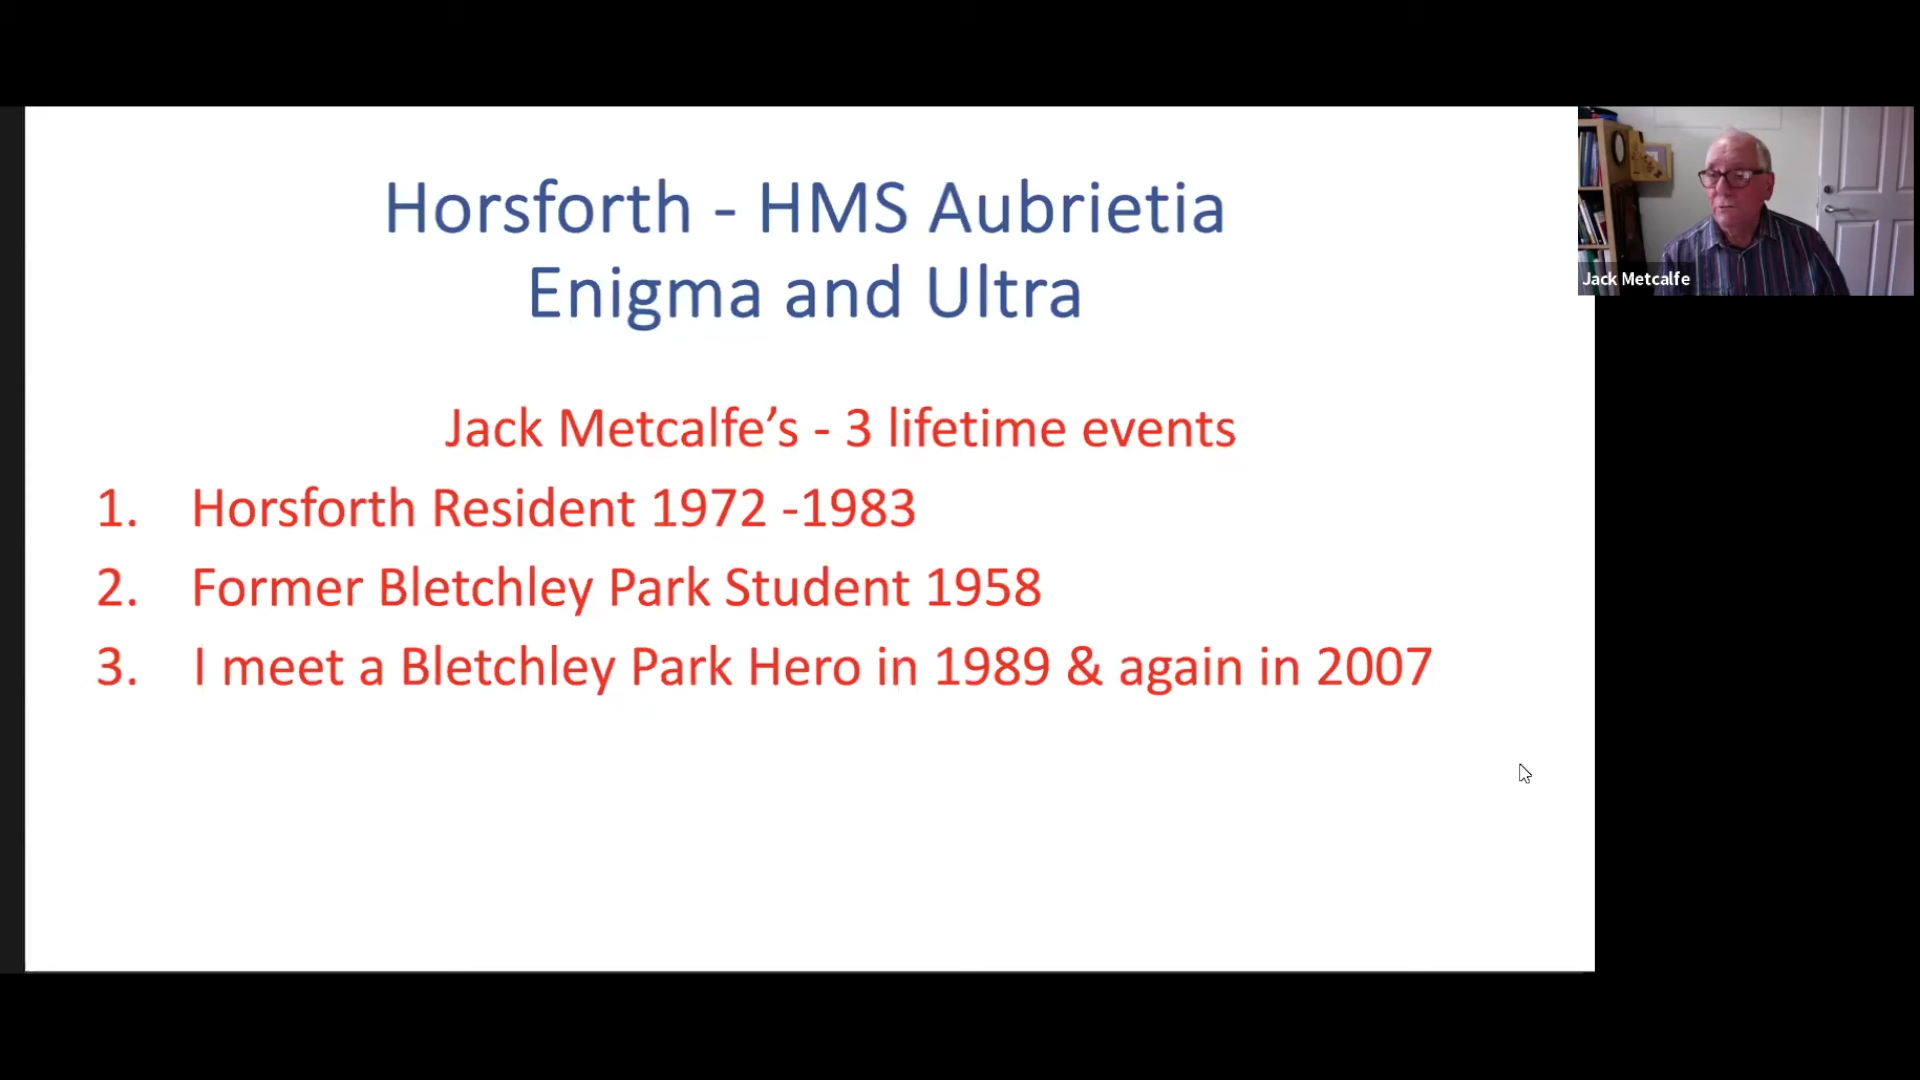 Horsforth - HMS Aubrietia
Enigma and Ultra
Jack Metcalfe’s - 3 lifetime events
1. Horsforth Resident 1972 -1983
2. Former Bletchley Park Student 1958
3. I meet a Bletchley Park Hero in 1989 & again in 2007
Jack Metcalfe